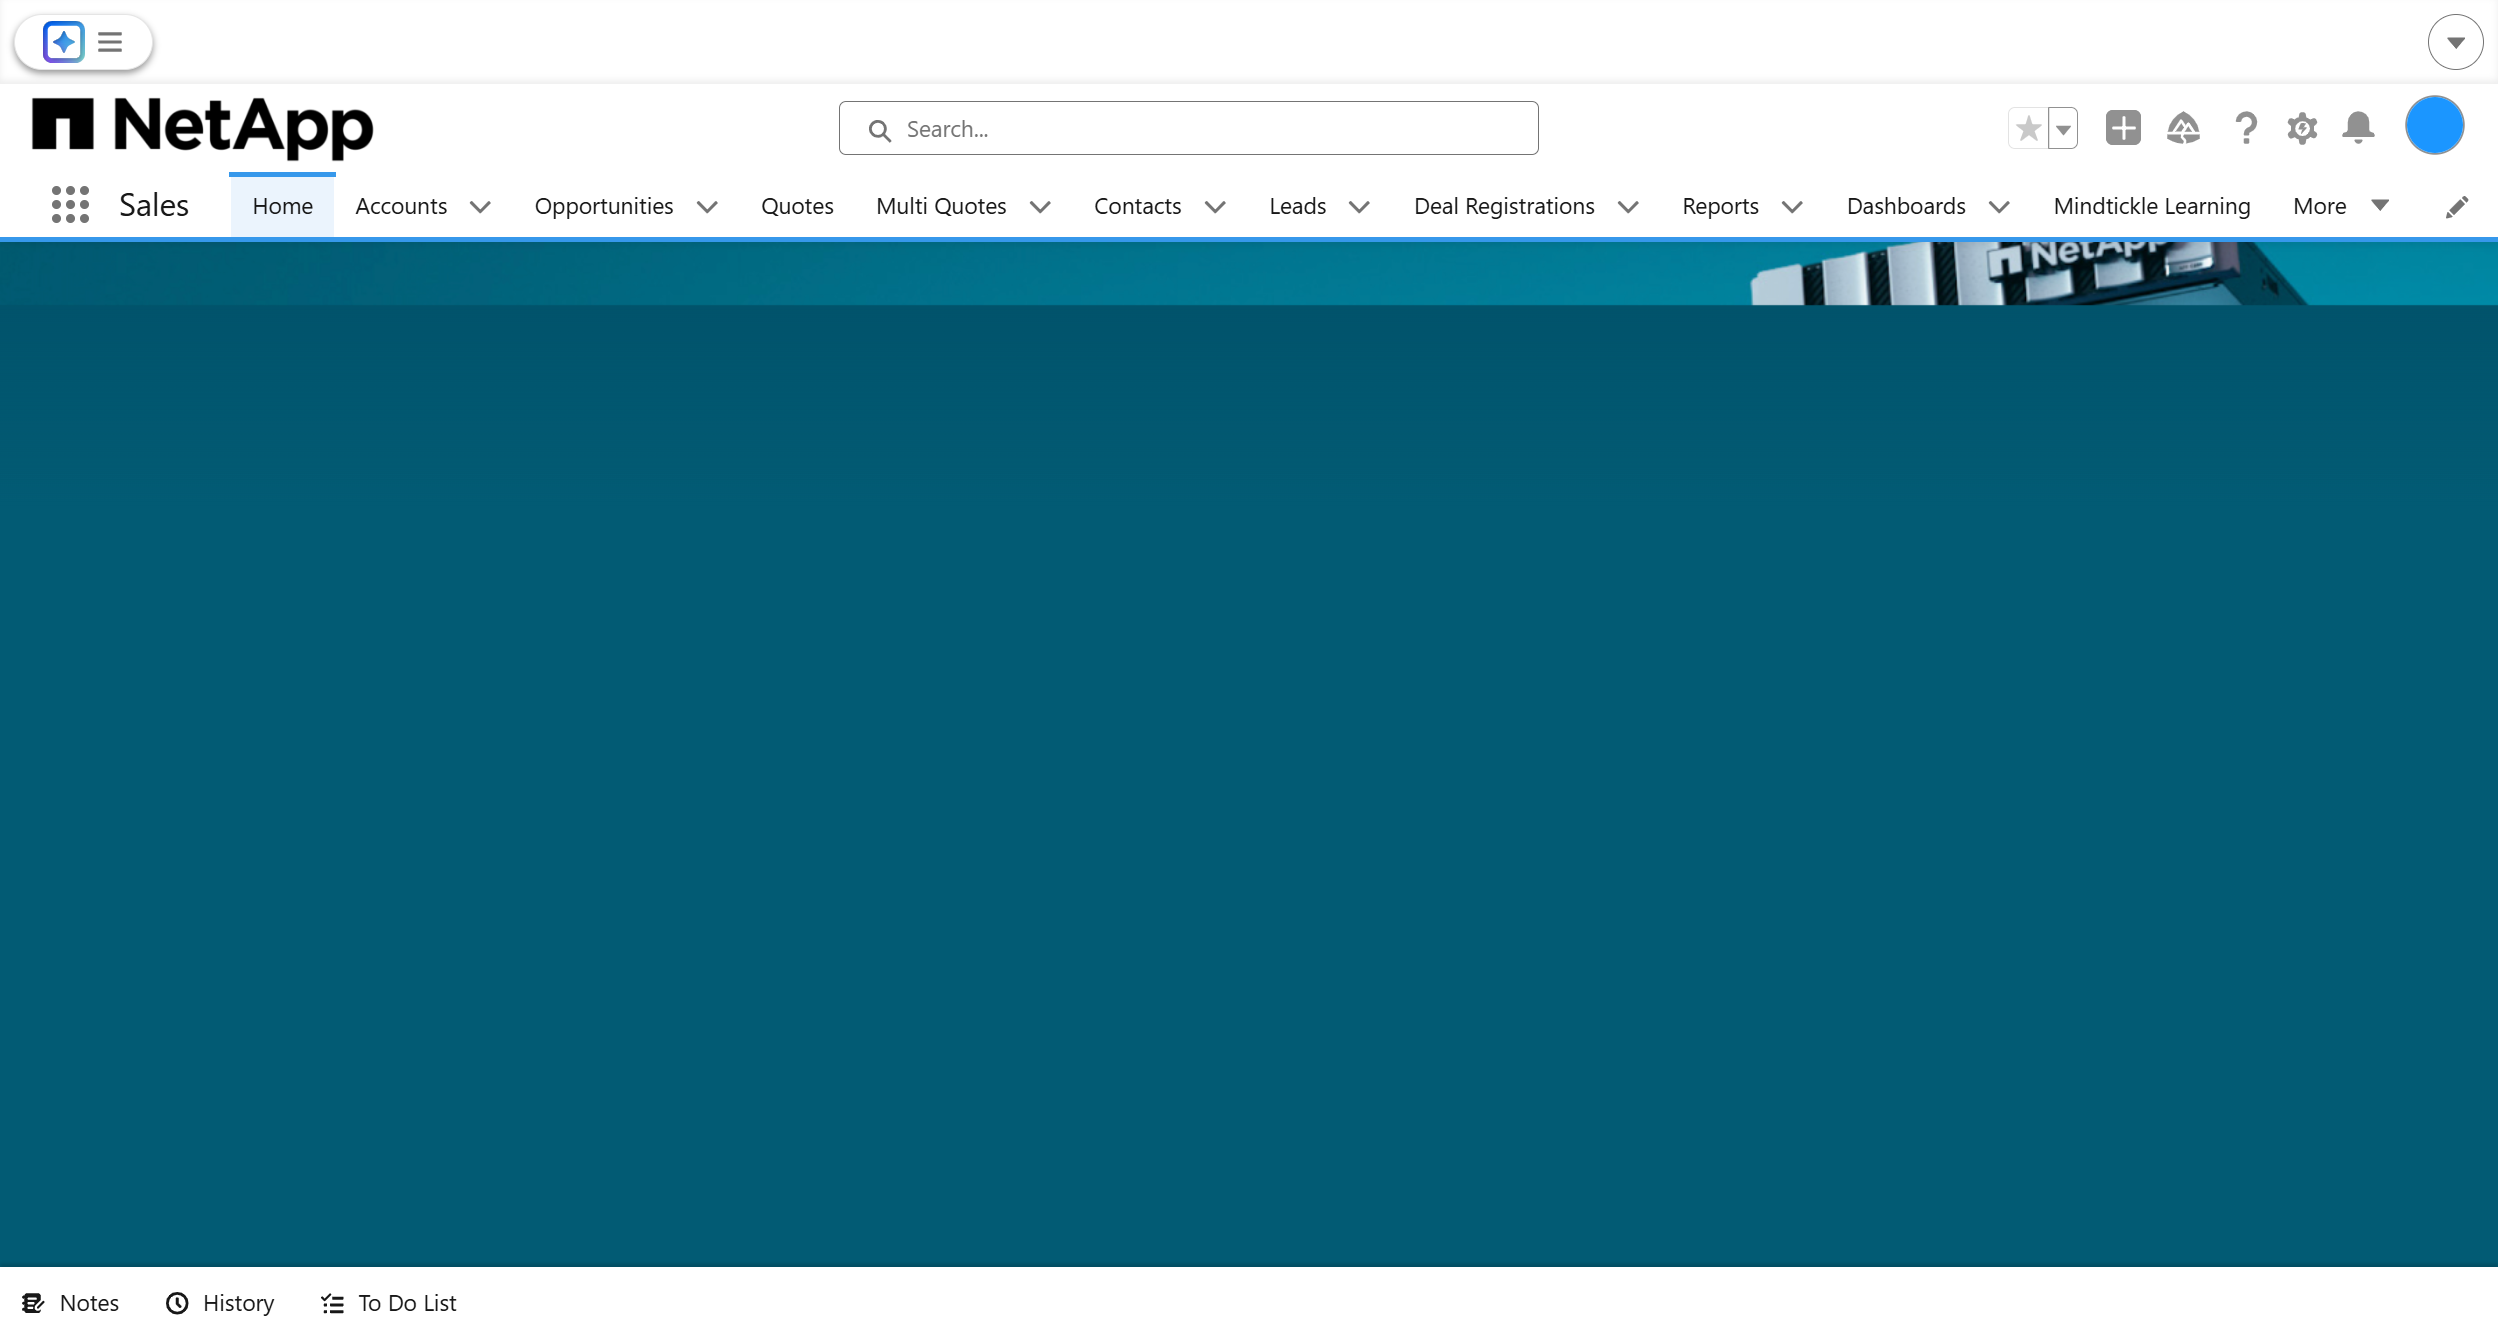 NetApp
Search...
Sales
Home
Accounts
Opportunities
Quotes
Multi Quotes
Contacts
Leads
Deal Registrations
Reports
Dashboards
Mindtickle Learning
More
NetApp
Notes
History
To Do List